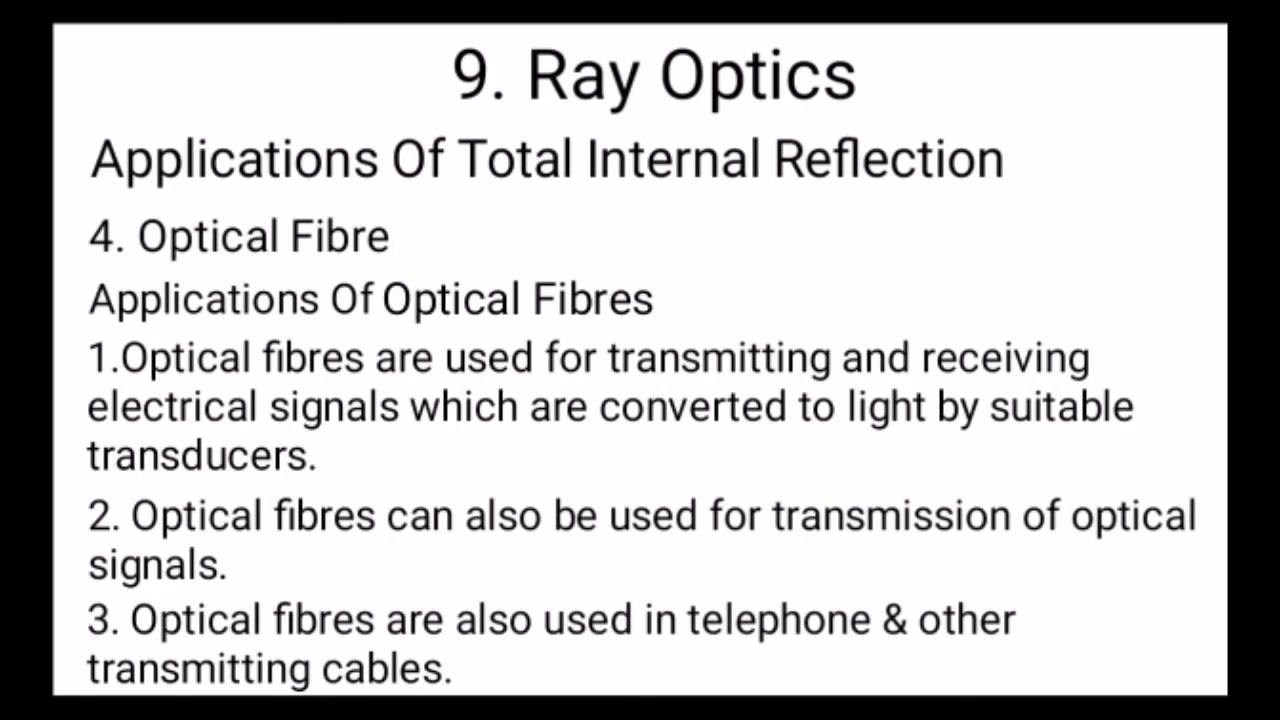 9. Ray Optics
Applications Of Total Internal Reflection
4. Optical Fibre
Applications Of Optical Fibres
1.Optical fibres are used for transmitting and receiving
electrical signals which are converted to light by suitable
transducers.
2. Optical fibres can also be used for transmission of optical
signals.
3. Optical fibres are also used in telephone & other
transmitting cables.